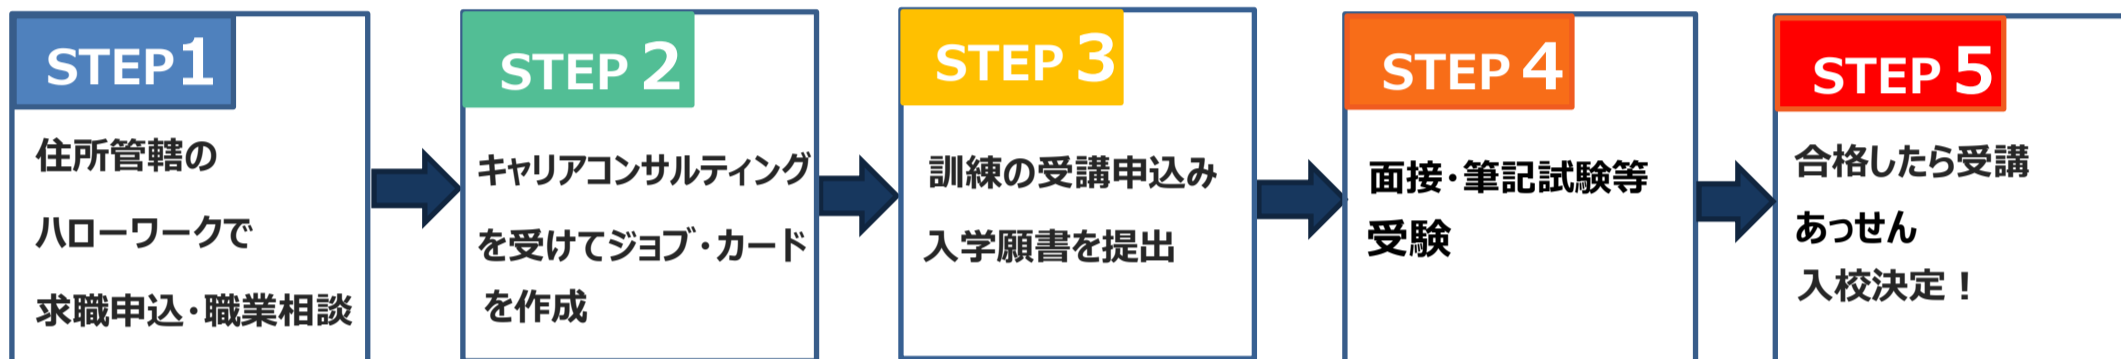 STEP1
住所管轄の
ハローワークで
求職申込・職業相談
STEP 2
キャリアコンサルティング
を受けてジョブ・カード
を作成
STEP 3
訓練の受講申込み
入学願書を提出
STEP 4
面接・筆記試験等
受験
STEP 5
合格したら受講
あっせん
入校決定！